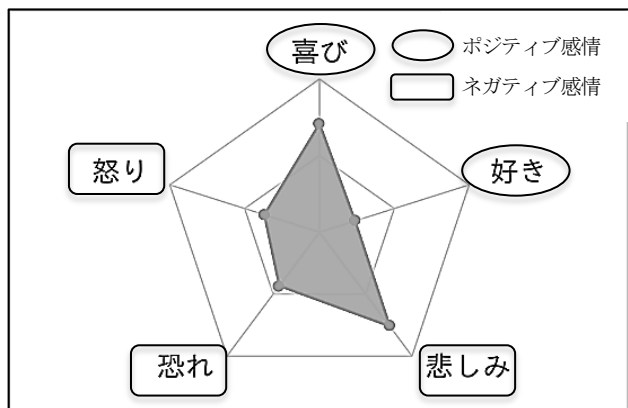 喜び
ポジティブ感情
ネガティブ感情
怒り
好き
恐れ
悲しみ